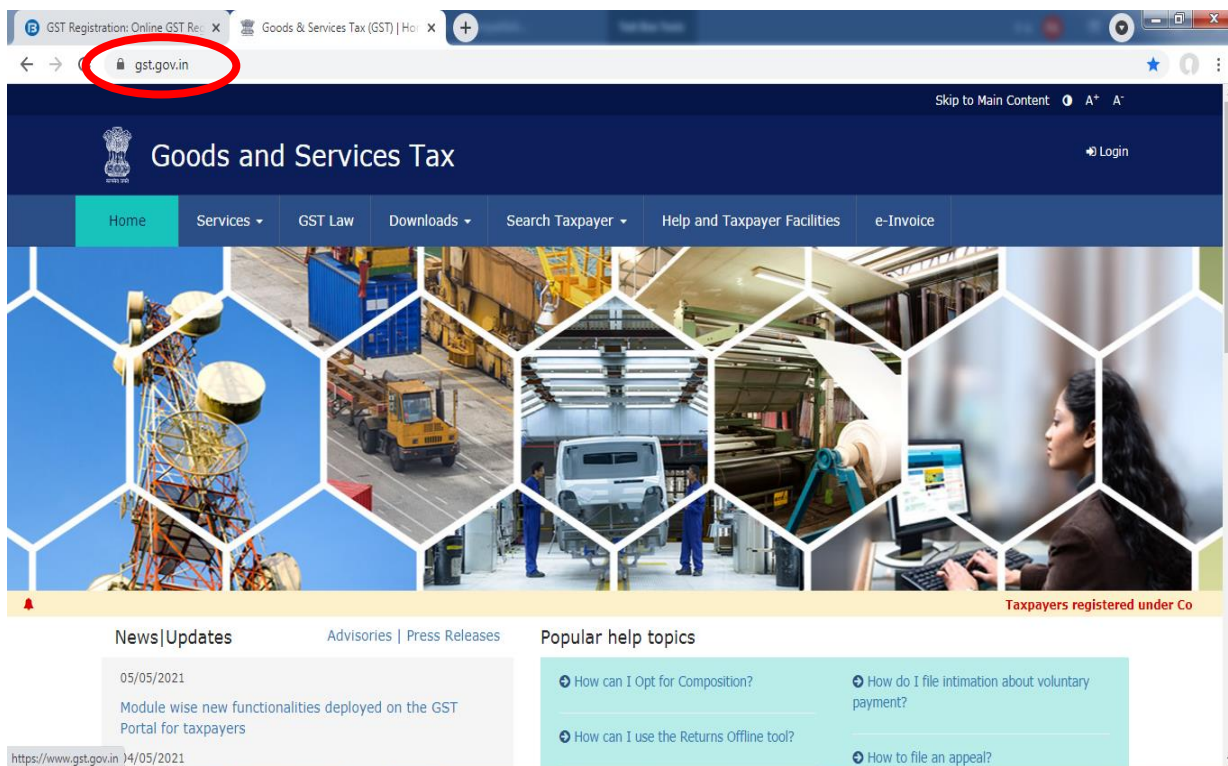 GST Registration: Online GST Rec
Goods & Services Tax (GST) | Ho
gst.gov.in
Skip to Main Content A+ A-
Goods and Services Tax
Login
Home Services GST Law Downloads Search Taxpayer Help and Taxpayer Facilities e-Invoice
Taxpayers registered under Co
News|Updates Advisories | Press Releases
Popular help topics
05/05/2021
Module wise new functionalities deployed on the GST
Portal for taxpayers
04/05/2021
How can I Opt for Composition?
How can I use the Returns Offline tool?
How do I file intimation about voluntary
payment?
How to file an appeal?
https://www.gst.gov.in